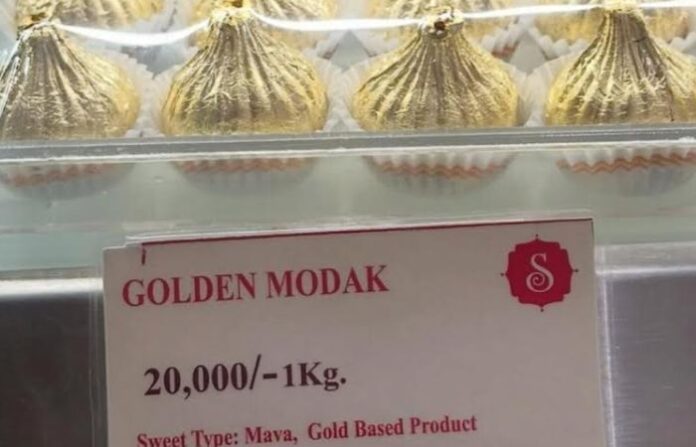 S
GOLDEN MODAK
20,000/-1Kg.
Sweet Type: Mava, Gold Based Product